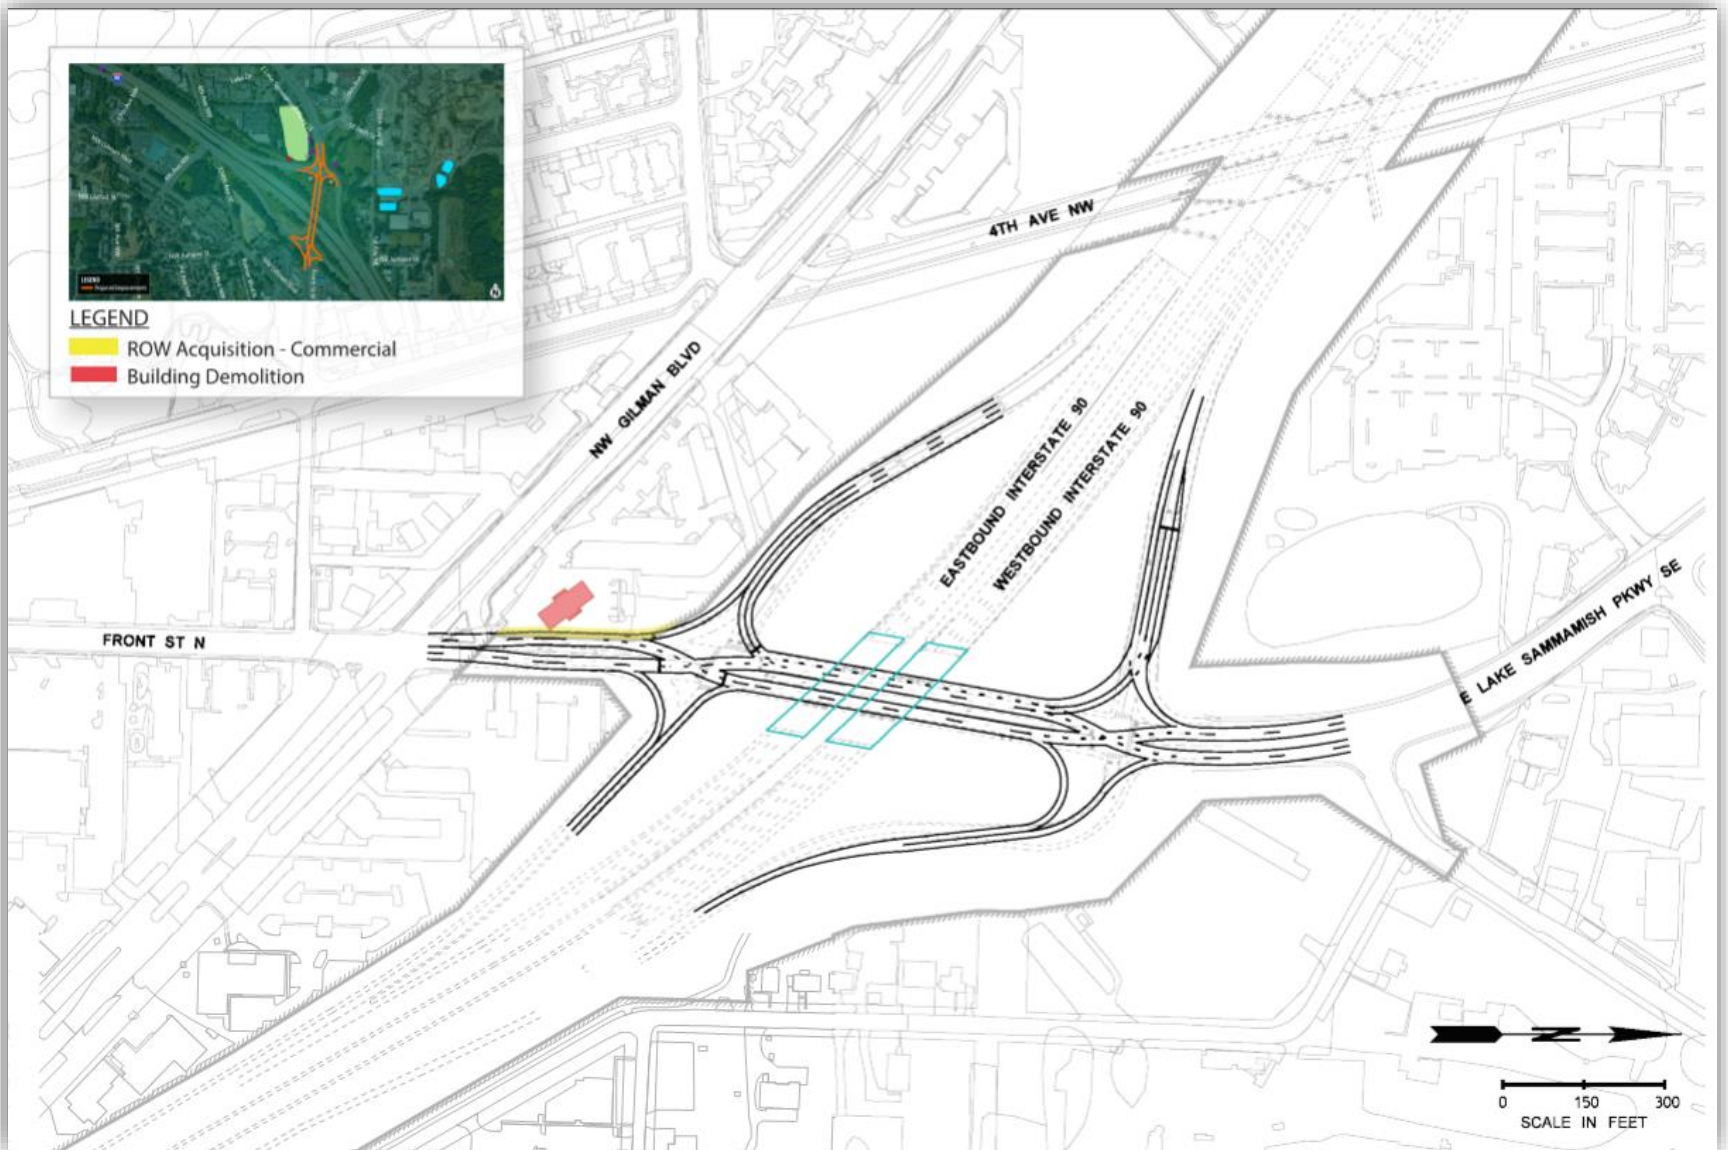 LEGEND
ROW Acquisition - Commercial
Building Demolition
4TH AVE NW
NW GILMAN BLVD
EASTBOUND INTERSTATE 90
WESTBOUND INTERSTATE 90
FRONT ST N
E LAKE SAMMAMISH PKWY SE
N
0 150 300
SCALE IN FEET